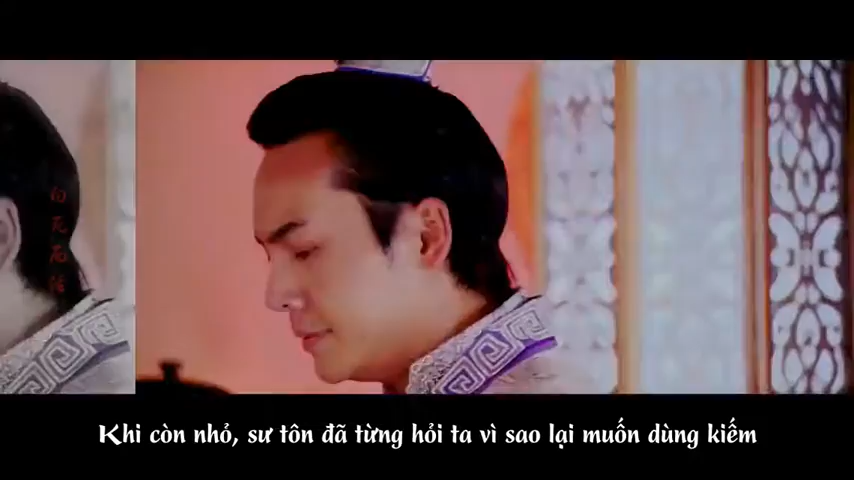 Khi còn nhỏ, sư tôn đã từng hỏi ta vì sao lại muốn dùng kiếm